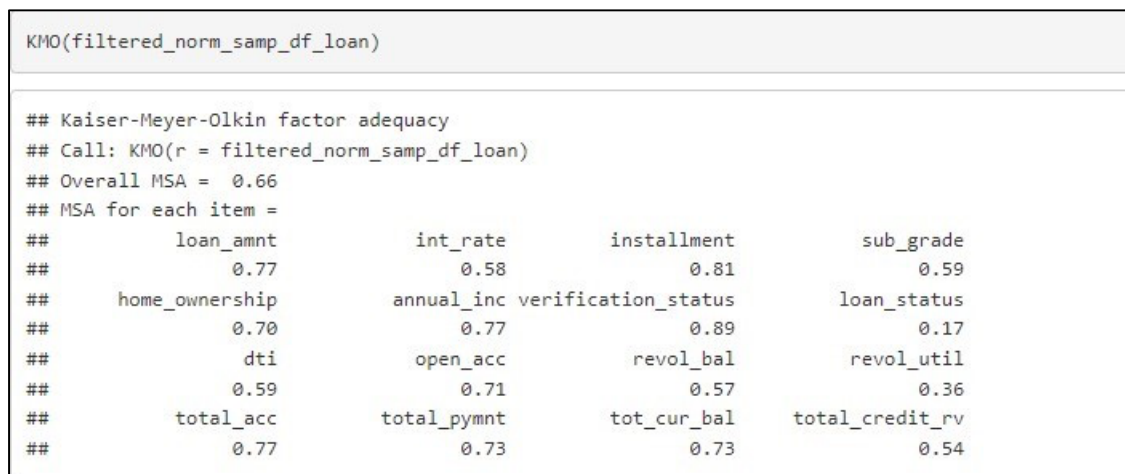 KMO(filtered_norm_samp_df_loan)
## Kaiser-Meyer-Olkin factor adequacy
## Call: KMO(r = filtered_norm_samp_df_loan)
## Overall MSA =  0.66
## MSA for each item =
##           loan_amnt            int_rate         installment           sub_grade
##                0.77                0.58                0.81                0.59
##      home_ownership          annual_inc verification_status         loan_status
##                0.70                0.77                0.89                0.17
##                 dti            open_acc           revol_bal          revol_util
##                0.59                0.71                0.57                0.36
##           total_acc         total_pymnt         tot_cur_bal     total_credit_rv
##                0.77                0.73                0.73                0.54